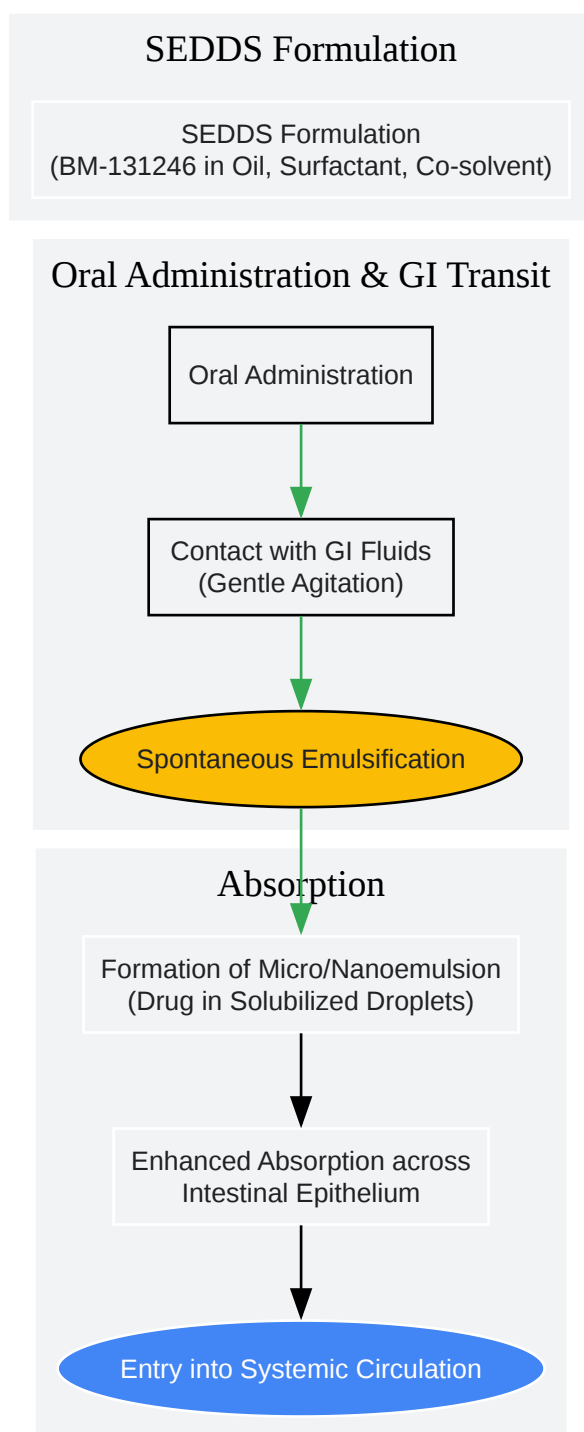 SEDDS Formulation
SEDDS Formulation
(BM-131246 in Oil, Surfactant, Co-solvent)
Oral Administration & GI Transit
Oral Administration
Contact with GI Fluids
(Gentle Agitation)
Spontaneous Emulsification
Absorption
Formation of Micro/Nanoemulsion
(Drug in Solubilized Droplets)
Enhanced Absorption across
Intestinal Epithelium
Entry into Systemic Circulation